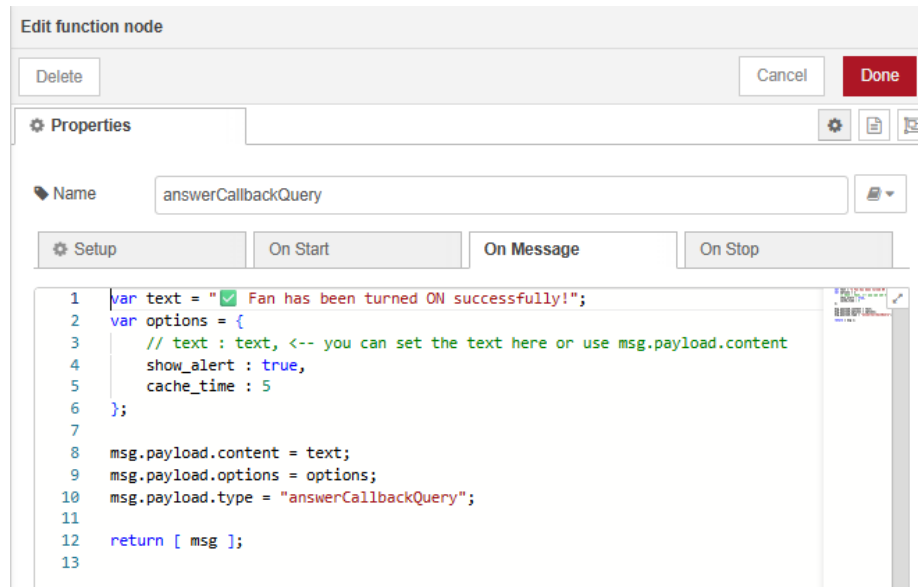 Edit function node
Delete Cancel Done
Properties
Name answerCallbackQuery
Setup On Start On Message On Stop
1 var text = "✅ Fan has been turned ON successfully!";
2 var options = {
3     // text : text, <-- you can set the text here or use msg.payload.content
4     show_alert : true,
5     cache_time : 5
6 };
7
8 msg.payload.content = text;
9 msg.payload.options = options;
10 msg.payload.type = "answerCallbackQuery";
11
12 return [ msg ];
13